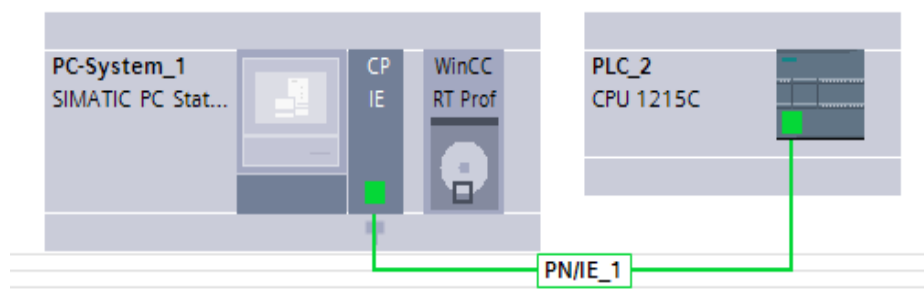 PC-System_1
SIMATIC PC Stat...
CP
IE
WinCC
RT Prof
PLC_2
CPU 1215C
PN/IE_1